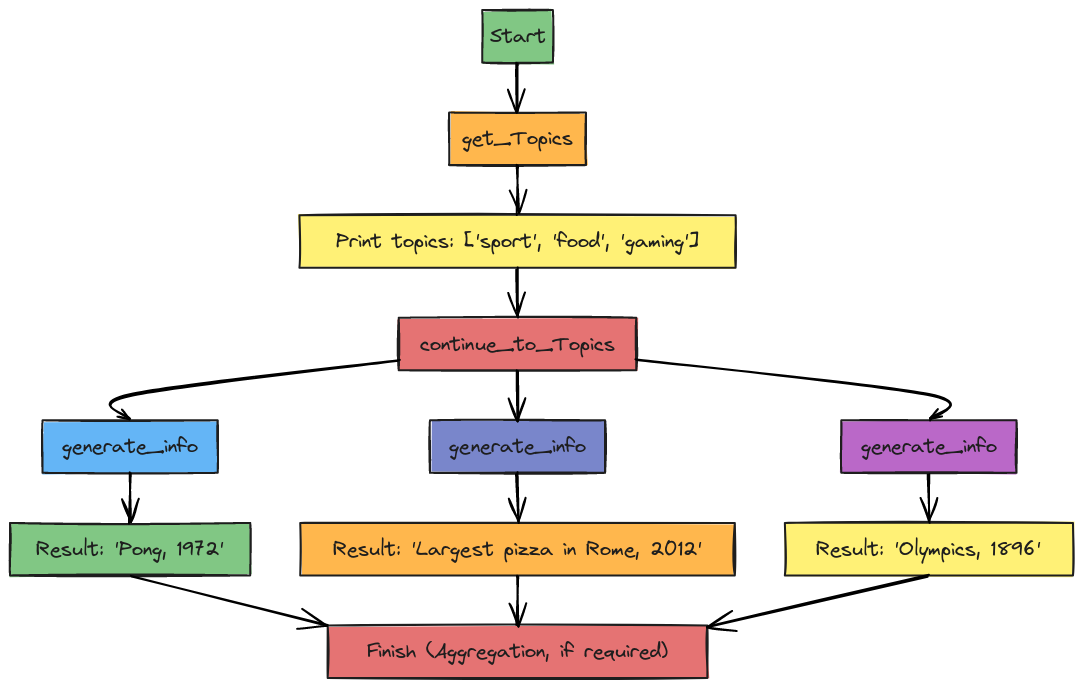 Start
get_Topics
Print topics: ['sport', 'food', 'gaming']
continue_to_Topics
generate_info
generate_info
generate_info
Result: 'Pong, 1972'
Result: 'Largest pizza in Rome, 2012'
Result: 'Olympics, 1896'
Finish (Aggregation, if required)